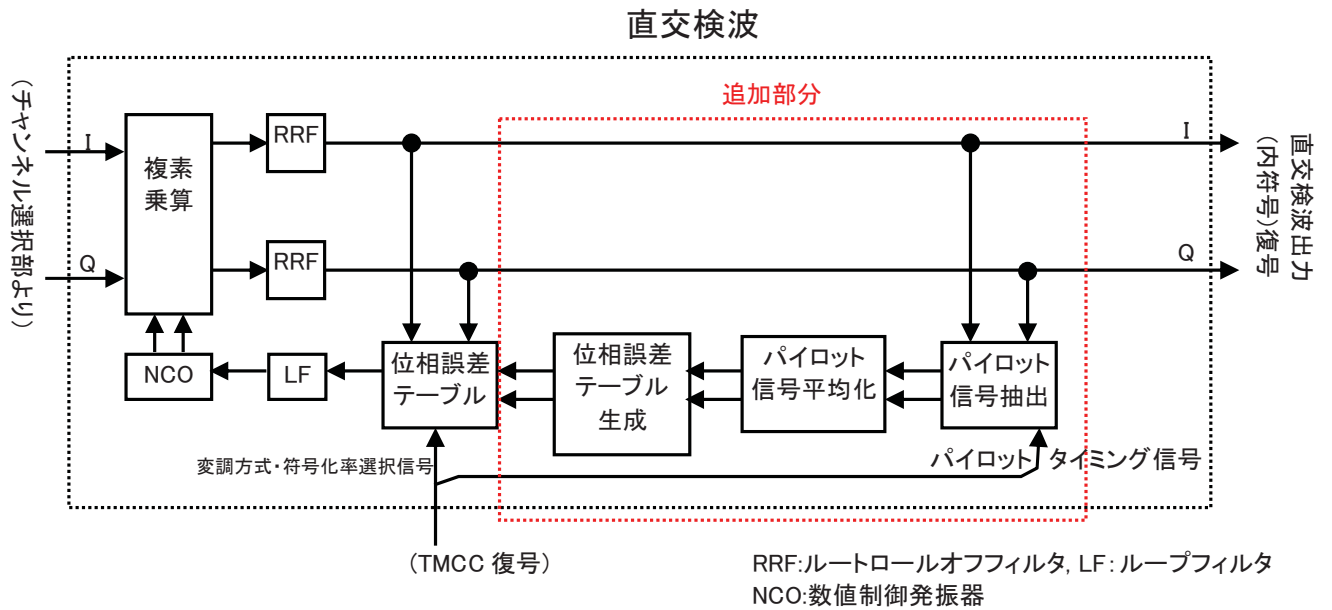 直交検波
追加部分
(チャンネル選択部より)
I
Q
複素
乗算
RRF
RRF
I
Q
直交検波出力
(内符号)復号
NCO
LF
位相誤差
テーブル
位相誤差
テーブル
生成
パイロット
信号平均化
パイロット
信号抽出
変調方式・符号化率選択信号
パイロット タイミング信号
(TMCC 復号)
RRF:ルートロールオフフィルタ, LF: ループフィルタ
NCO:数値制御発振器